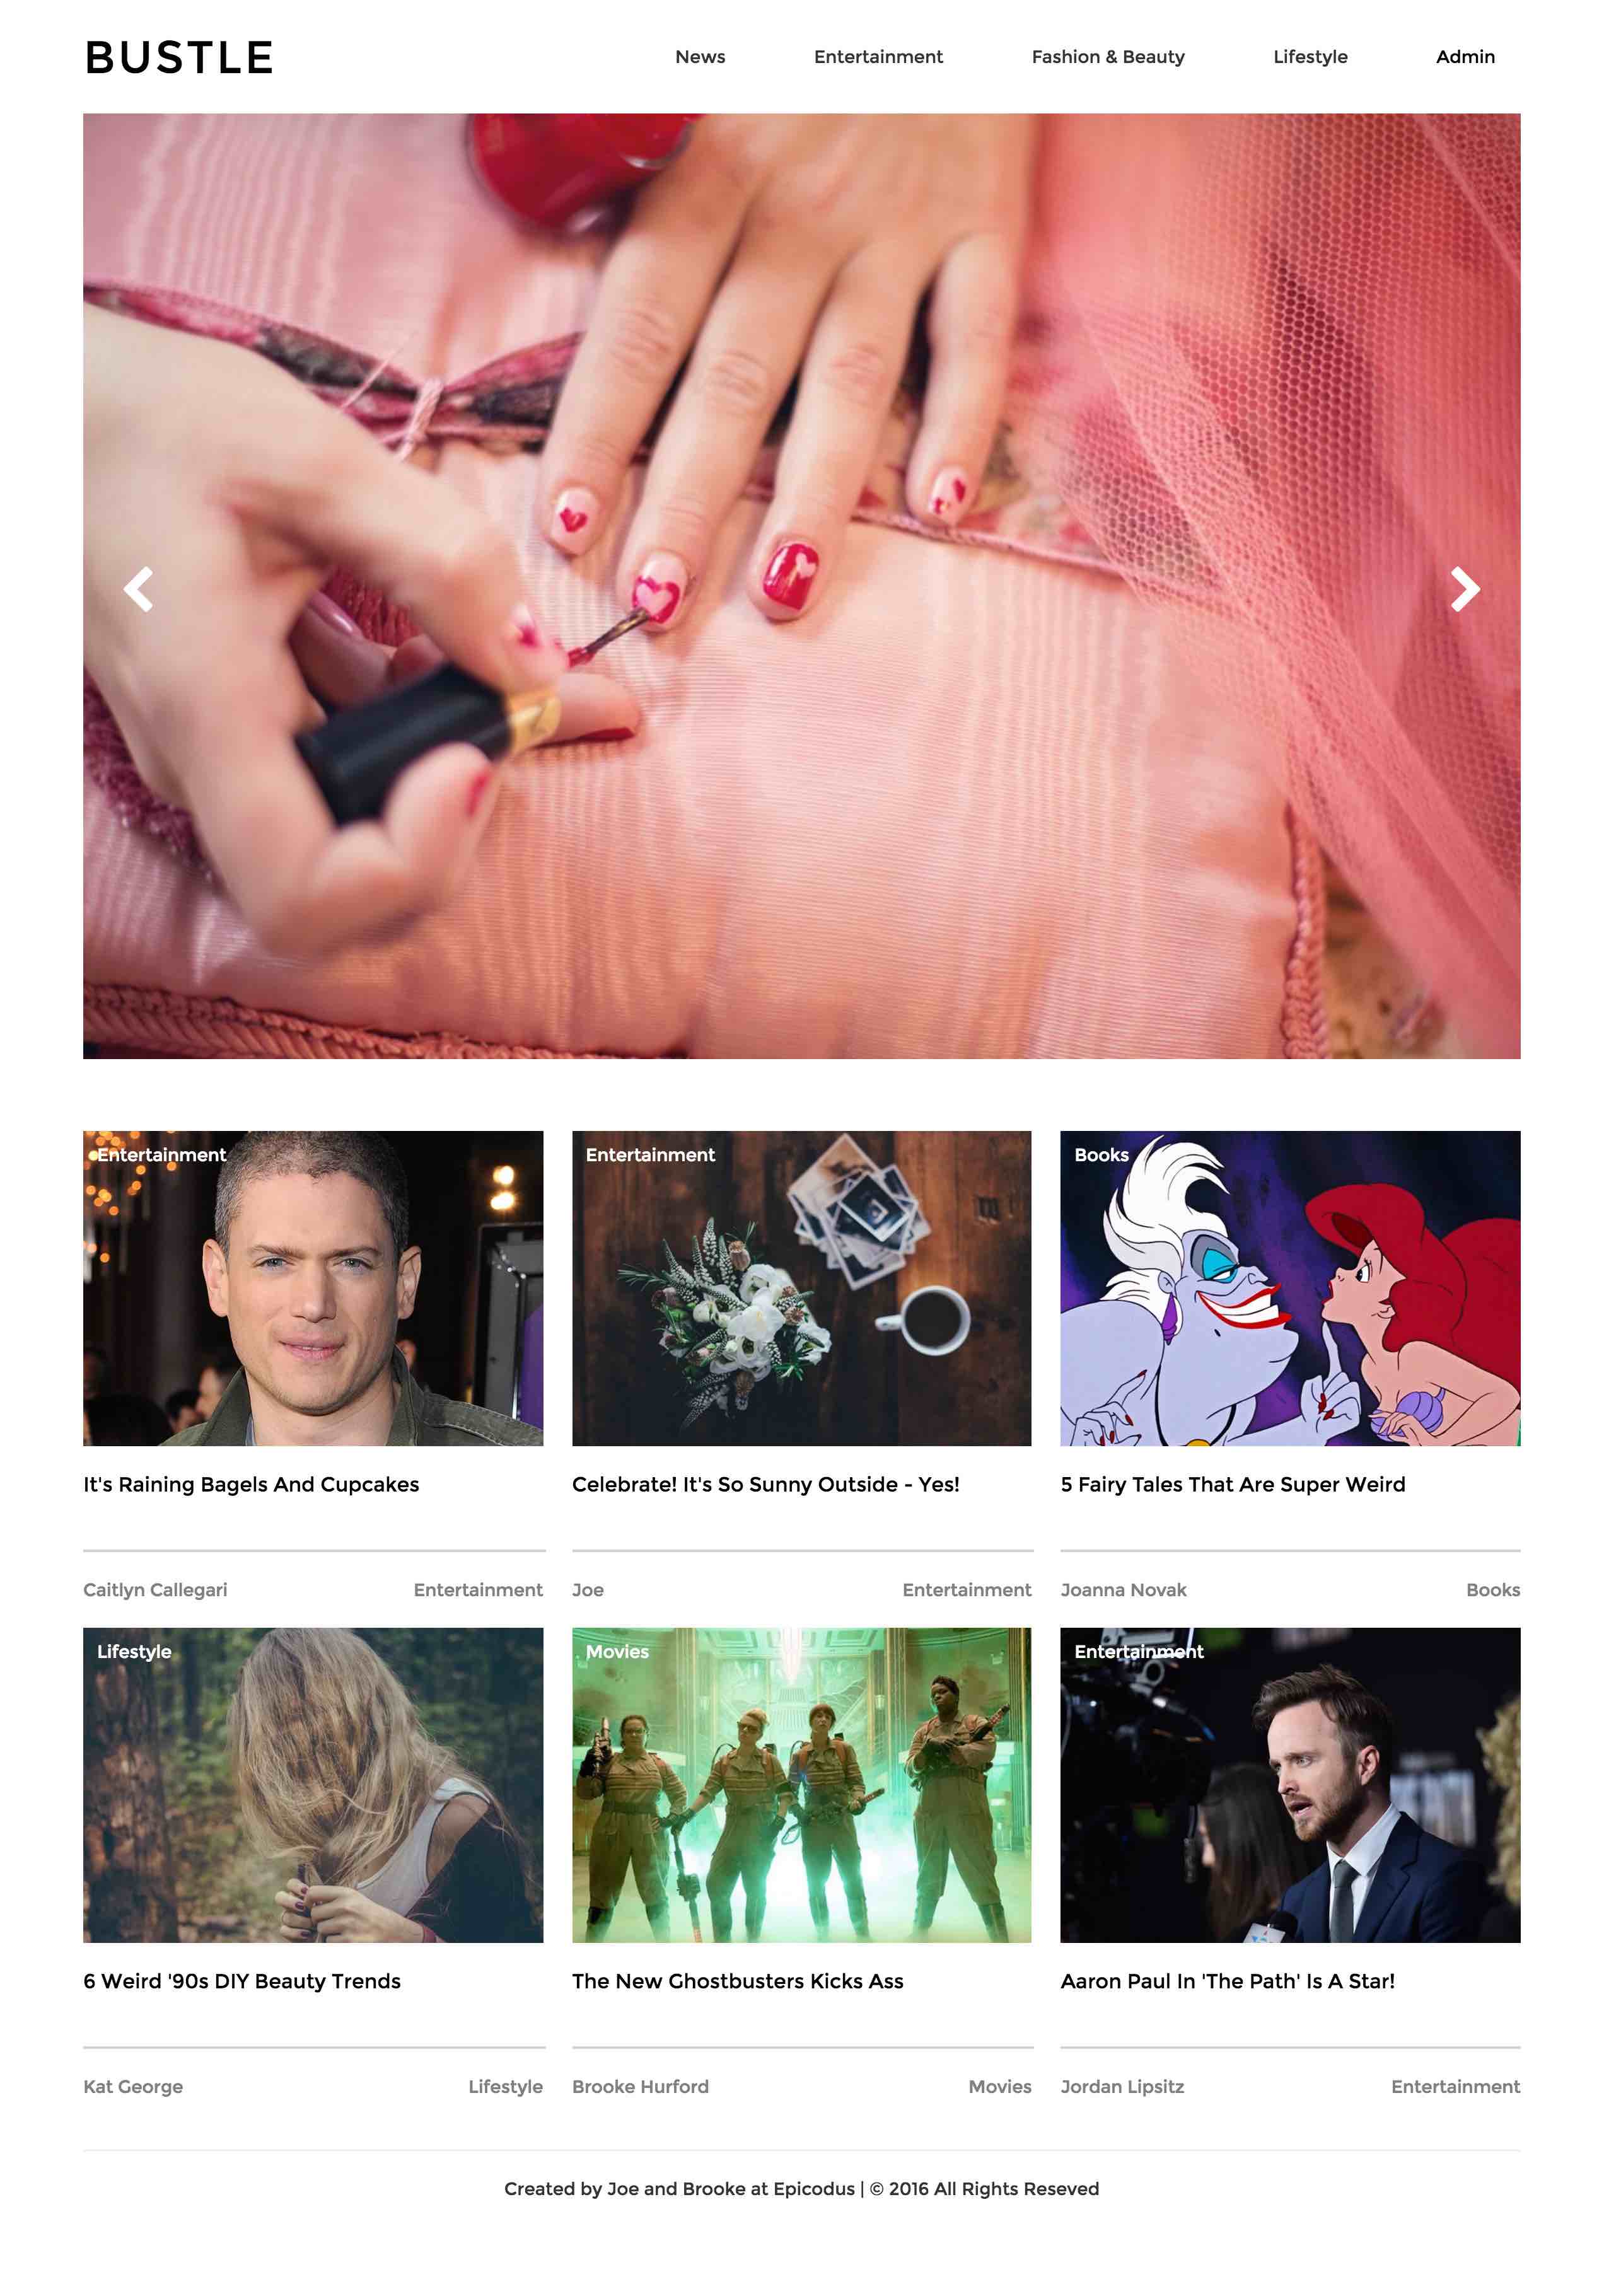 BUSTLE
News
Entertainment
Fashion & Beauty
Lifestyle
Admin
Entertainment
Entertainment
Books
It's Raining Bagels And Cupcakes
Celebrate! It's So Sunny Outside - Yes!
5 Fairy Tales That Are Super Weird
Caitlyn Callegari
Entertainment
Joe
Entertainment
Joanna Novak
Books
Lifestyle
Movies
Entertainment
6 Weird '90s DIY Beauty Trends
The New Ghostbusters Kicks Ass
Aaron Paul In 'The Path' Is A Star!
Kat George
Lifestyle
Brooke Hurford
Movies
Jordan Lipsitz
Entertainment
Created by Joe and Brooke at Epicodus | © 2016 All Rights Reseved